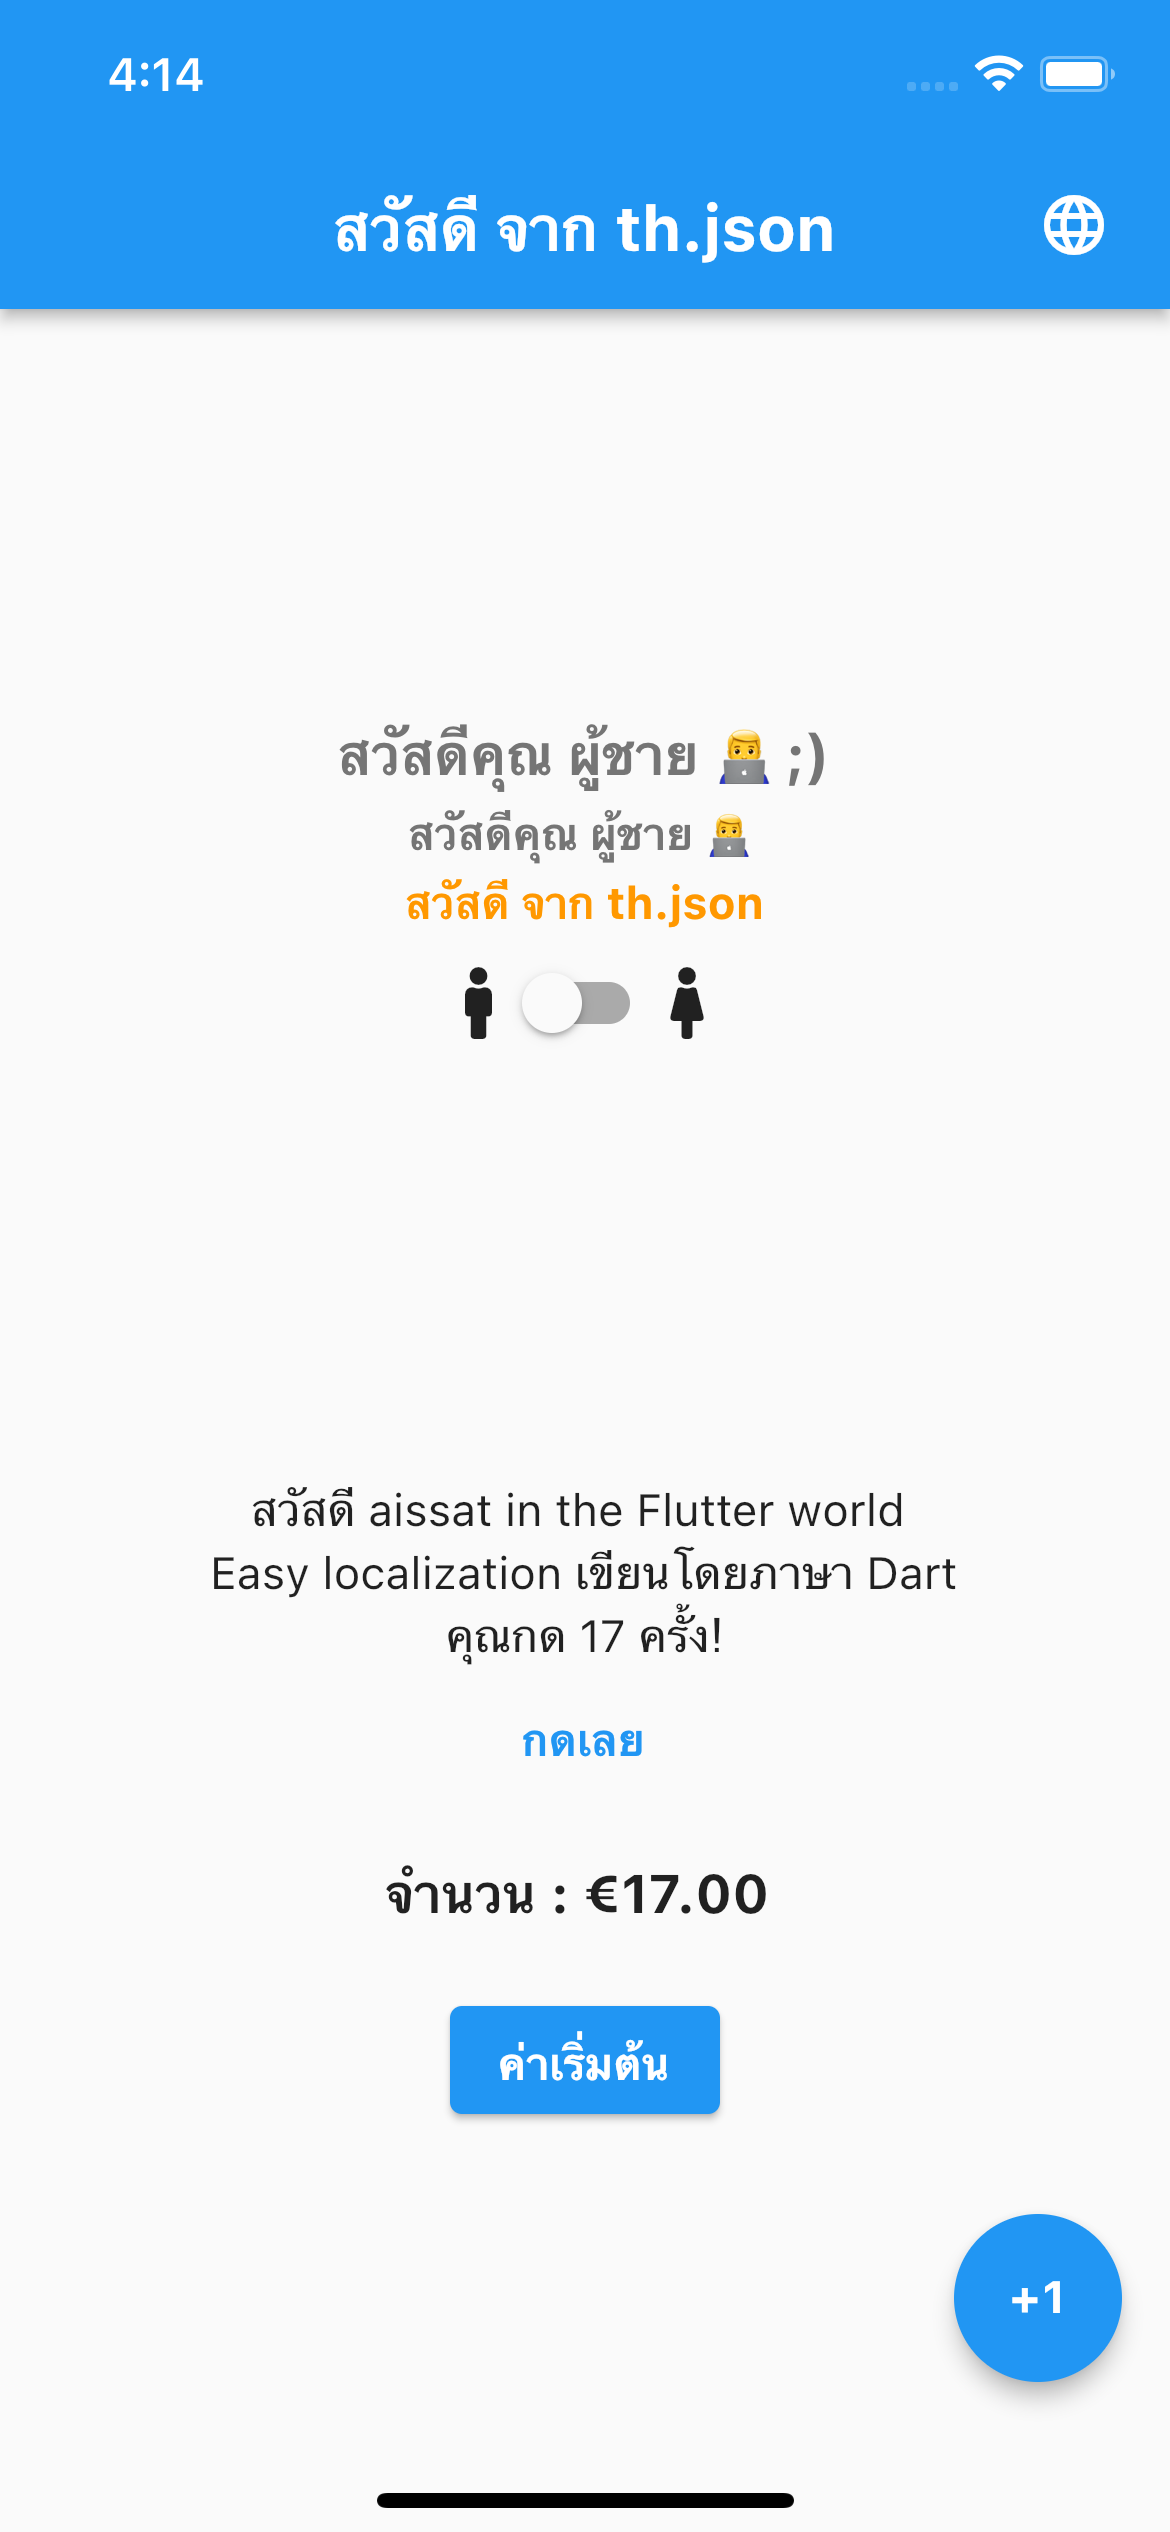 4:14
สวัสดี จาก th.json
สวัสดีคุณ ผู้ชาย 👨‍💻 ;)
สวัสดีคุณ ผู้ชาย 👨‍💻
สวัสดี จาก th.json
สวัสดี aissat in the Flutter world
Easy localization เขียนโดยภาษา Dart
คุณกด 17 ครั้ง!
กดเลย
จำนวน : €17.00
ค่าเริ่มต้น
+1